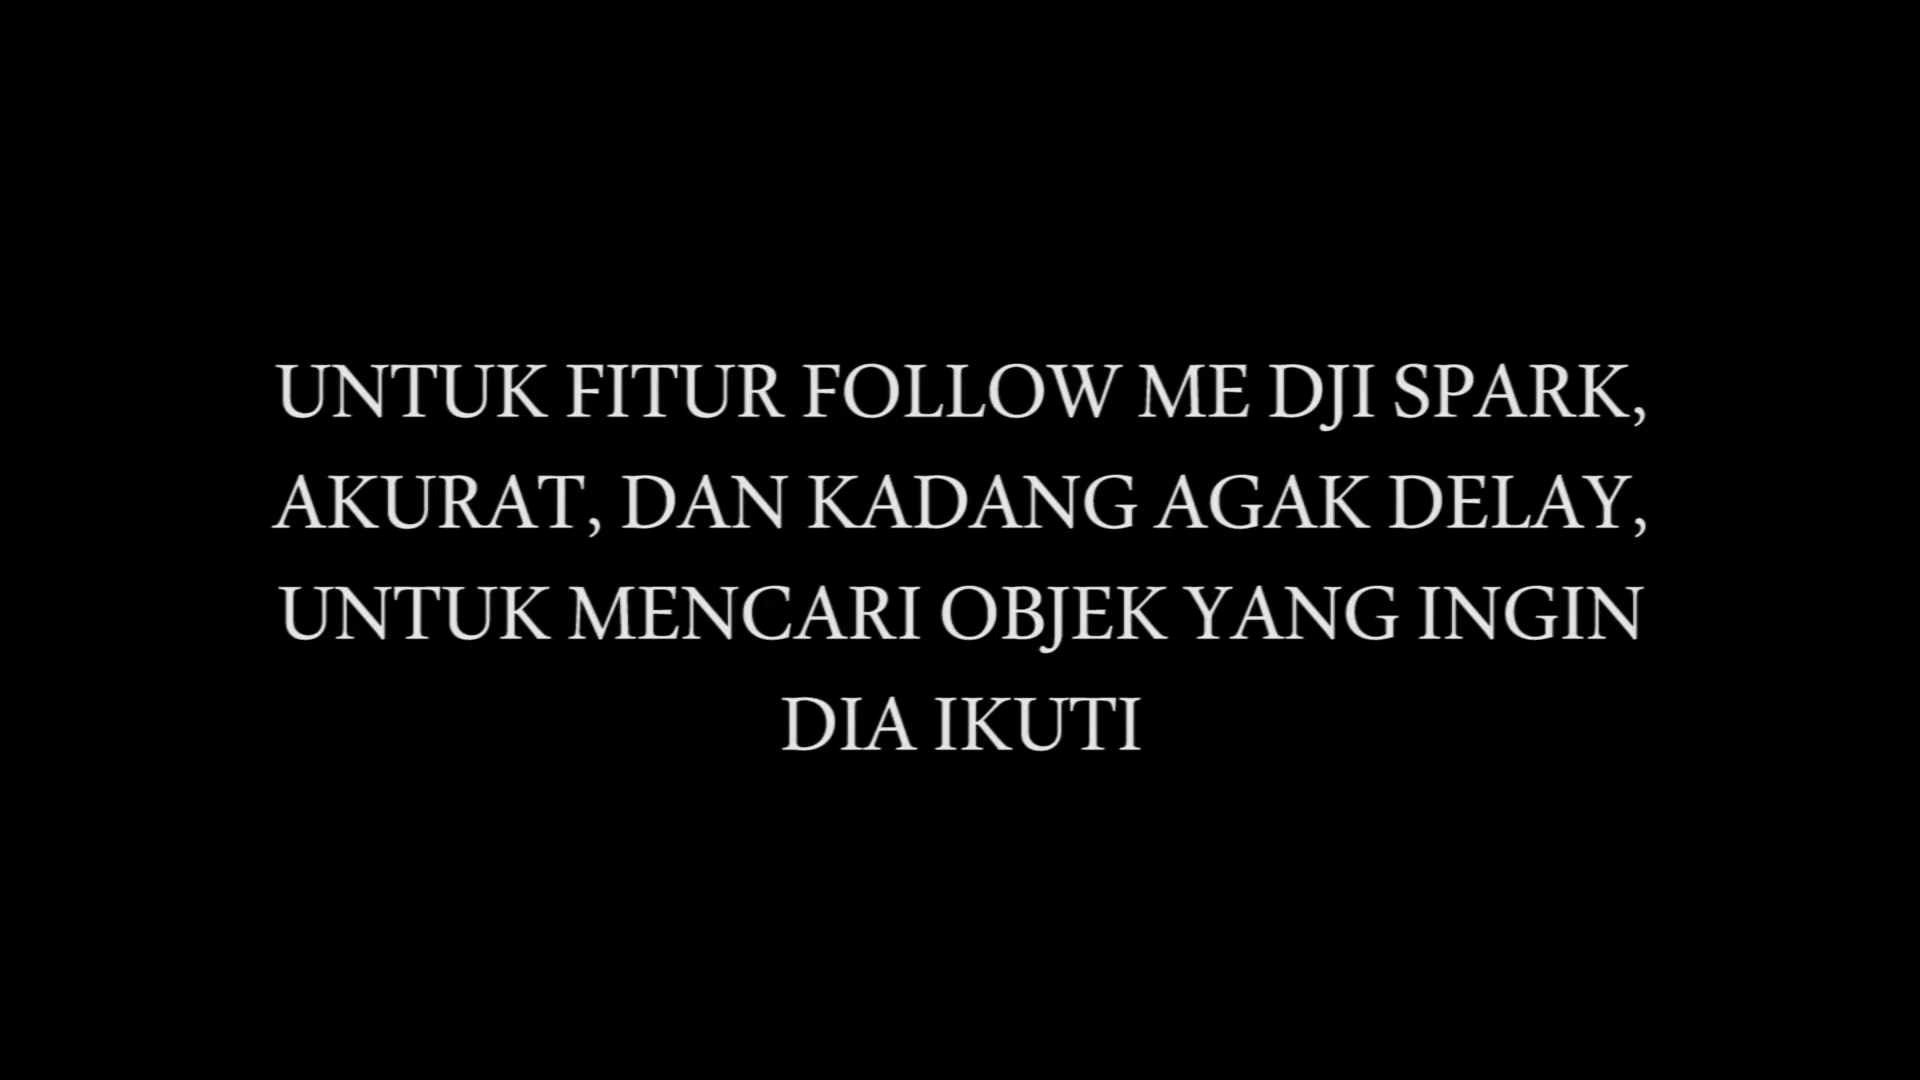 UNTUK FITUR FOLLOW ME DJI SPARK,
AKURAT, DAN KADANG AGAK DELAY,
UNTUK MENCARI OBJEK YANG INGIN
DIA IKUTI